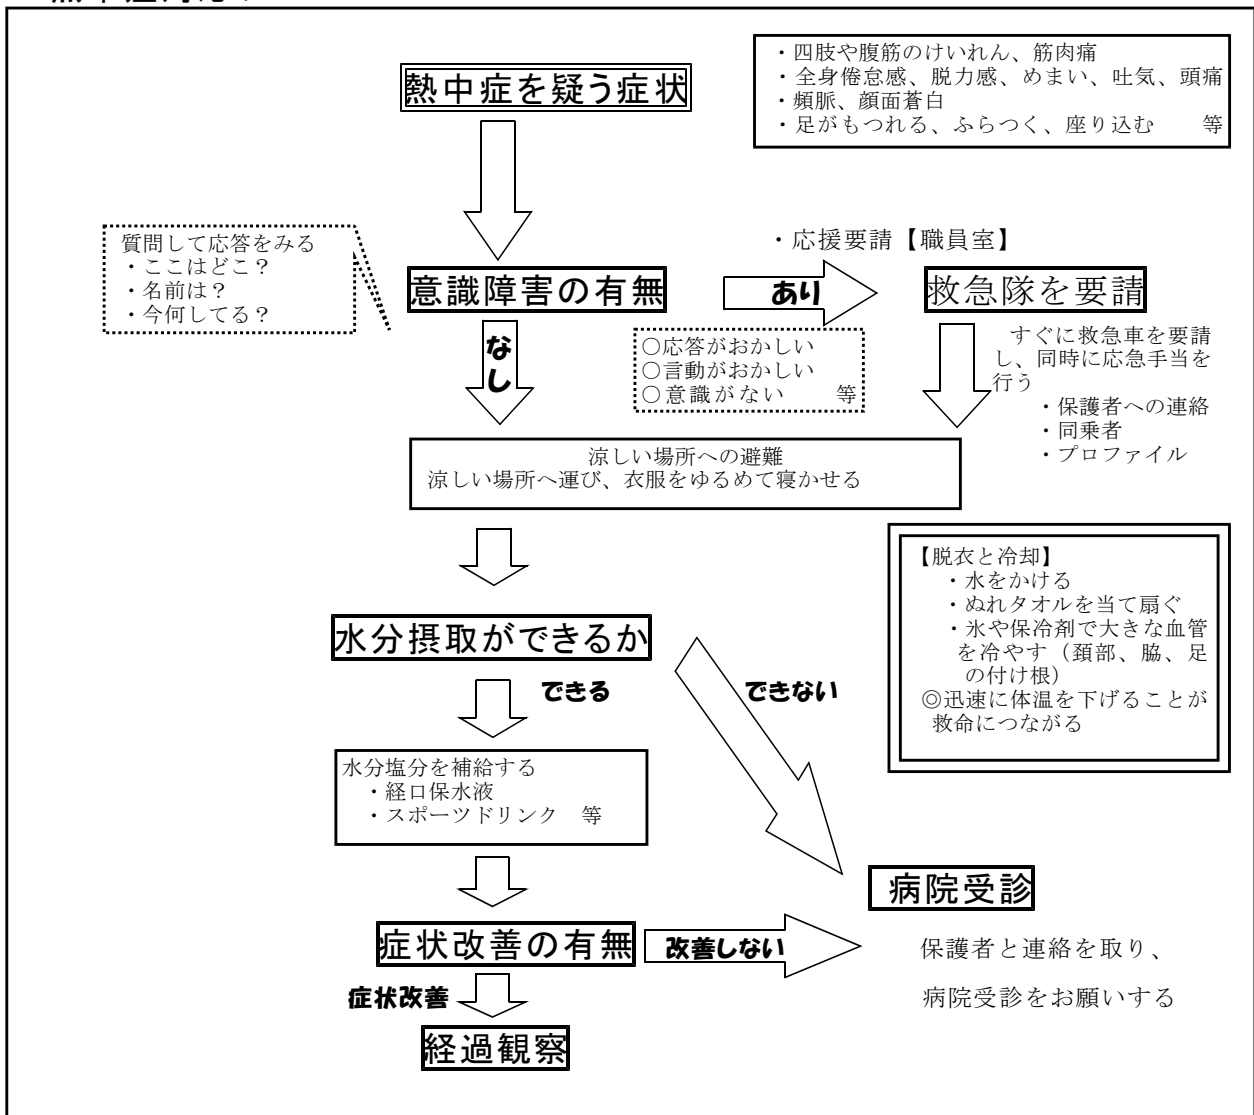 熱中症を疑う症状
・四肢や腹筋のけいれん、筋肉痛
・全身倦怠感、脱力感、めまい、吐気、頭痛
・頻脈、顔面蒼白
・足がもつれる、ふらつく、座り込む　　等
質問して応答をみる
・ここはどこ？
・名前は？
・今何してる？
意識障害の有無
・応援要請【職員室】
あり
救急隊を要請
なし
○応答がおかしい
○言動がおかしい
○意識がない　　等
すぐに救急車を要請
し、同時に応急手当を
行う
・保護者への連絡
・同乗者
・プロファイル
涼しい場所への避難
涼しい場所へ運び、衣服をゆるめて寝かせる
【脱衣と冷却】
・水をかける
・ぬれタオルを当て扇ぐ
・氷や保冷剤で大きな血管
を冷やす（頚部、脇、足
の付け根）
◎迅速に体温を下げることが
救命につながる
水分摂取ができるか
できる
できない
水分塩分を補給する
・経口保水液
・スポーツドリンク　等
病院受診
症状改善の有無
改善しない
保護者と連絡を取り、
病院受診をお願いする
症状改善
経過観察